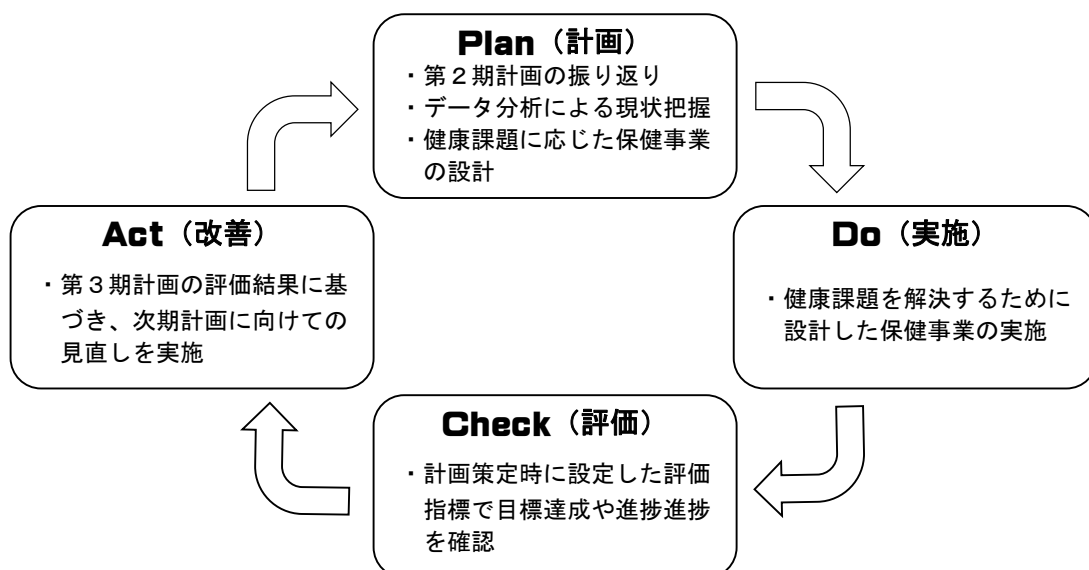 Plan（計画）
・第２期計画の振り返り
・データ分析による現状把握
・健康課題に応じた保健事業
の設計
Do（実施）
・健康課題を解決するために
設計した保健事業の実施
Check（評価）
・計画策定時に設定した評価
指標で目標達成や進捗進捗
を確認
Act（改善）
・第３期計画の評価結果に基
づき、次期計画に向けての
見直しを実施